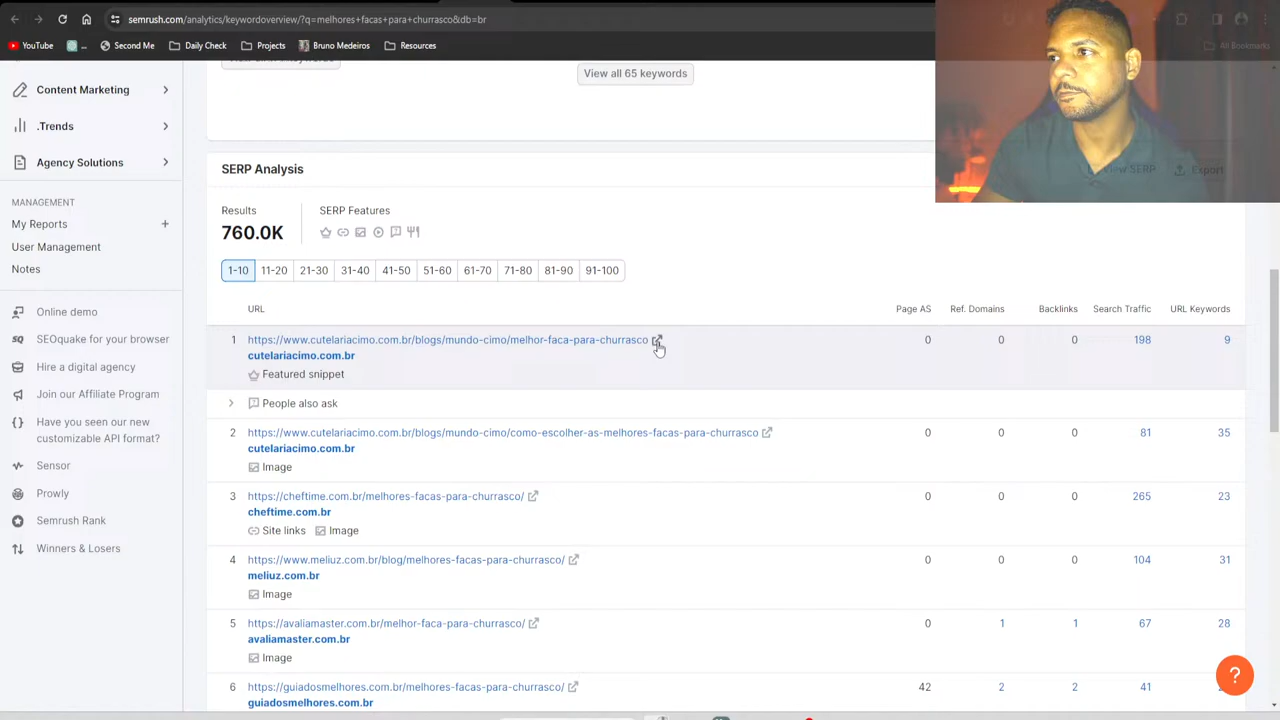 semrush.com/analytics/keywordoverview/?q=melhores+facas+para+churrasco&db=br
YouTube
...
Second Me
Daily Check
Projects
Bruno Medeiros
Resources
All Bookmarks
Content Marketing
View all 65 keywords
.Trends
Agency Solutions
SERP Analysis
View SERP
Export
MANAGEMENT
My Reports
User Management
Notes
Results
SERP Features
760.0K
1-10 11-20 21-30 31-40 41-50 51-60 61-70 71-80 81-90 91-100
Online demo
SEOquake for your browser
Hire a digital agency
Join our Affiliate Program
Have you seen our new
customizable API format?
Sensor
Prowly
Semrush Rank
Winners & Losers
URL Page AS Ref. Domains Backlinks Search Traffic URL Keywords
1 https://www.cutelariacimo.com.br/blogs/mundo-cimo/melhor-faca-para-churrasco 0 0 0 198 9
cutelariacimo.com.br
Featured snippet
People also ask
2 https://www.cutelariacimo.com.br/blogs/mundo-cimo/como-escolher-as-melhores-facas-para-churrasco 0 0 0 81 35
cutelariacimo.com.br
Image
3 https://cheftime.com.br/melhores-facas-para-churrasco/ 0 0 0 265 23
cheftime.com.br
Site links Image
4 https://www.meliuz.com.br/blog/melhores-facas-para-churrasco/ 0 0 0 104 31
meliuz.com.br
Image
5 https://avaliamaster.com.br/melhor-faca-para-churrasco/ 0 1 1 67 28
avaliamaster.com.br
Image
6 https://guiadosmelhores.com.br/melhores-facas-para-churrasco/ 42 2 2 41
guiadosmelhores.com.br
?